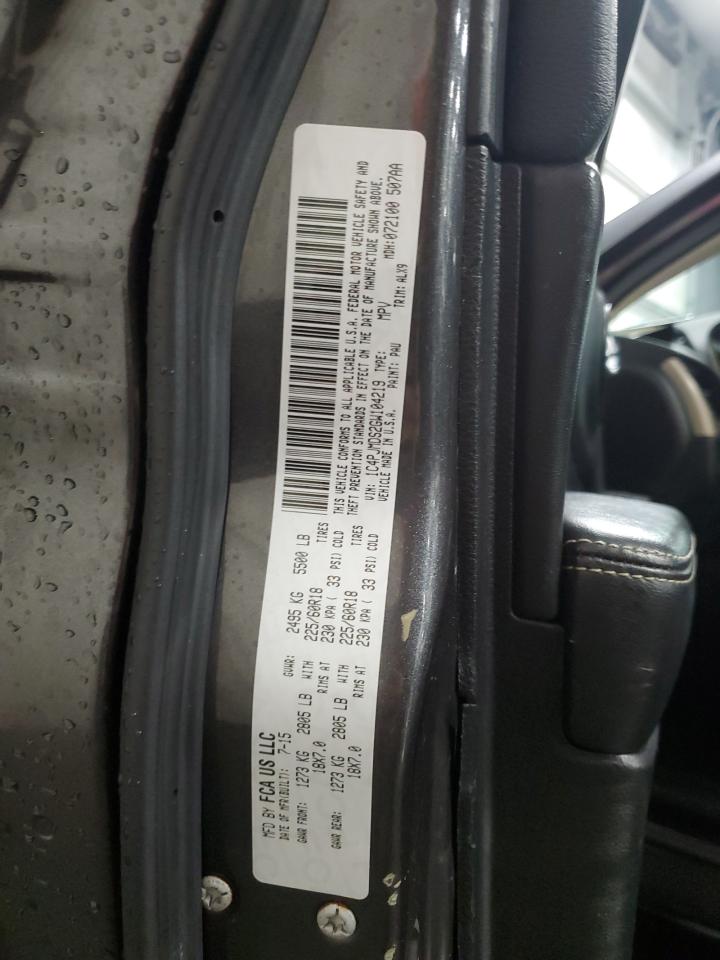 MFD BY FCA US LLC
DATE OF MFR(BUILT): 7-15
GVWR: 2495 KG 5500 LB
GAWR FRONT: 1273 KG 2805 LB WITH 225/60R18 TIRES
18X7.0 RIMS AT 230 KPA ( 33 PSI) COLD
GAWR REAR: 1273 KG 2805 LB WITH 225/60R18 TIRES
18X7.0 RIMS AT 230 KPA ( 33 PSI) COLD
THIS VEHICLE CONFORMS TO ALL APPLICABLE U.S.A. FEDERAL MOTOR VEHICLE SAFETY AND
THEFT PREVENTION STANDARDS IN EFFECT ON THE DATE OF MANUFACTURE SHOWN ABOVE.
VIN: 1C4PJMDS2GW104219 TYPE: MPV MDH:072100 507AA
VEHICLE MADE IN U.S.A. PAINT: PAU TRIM: ALX9